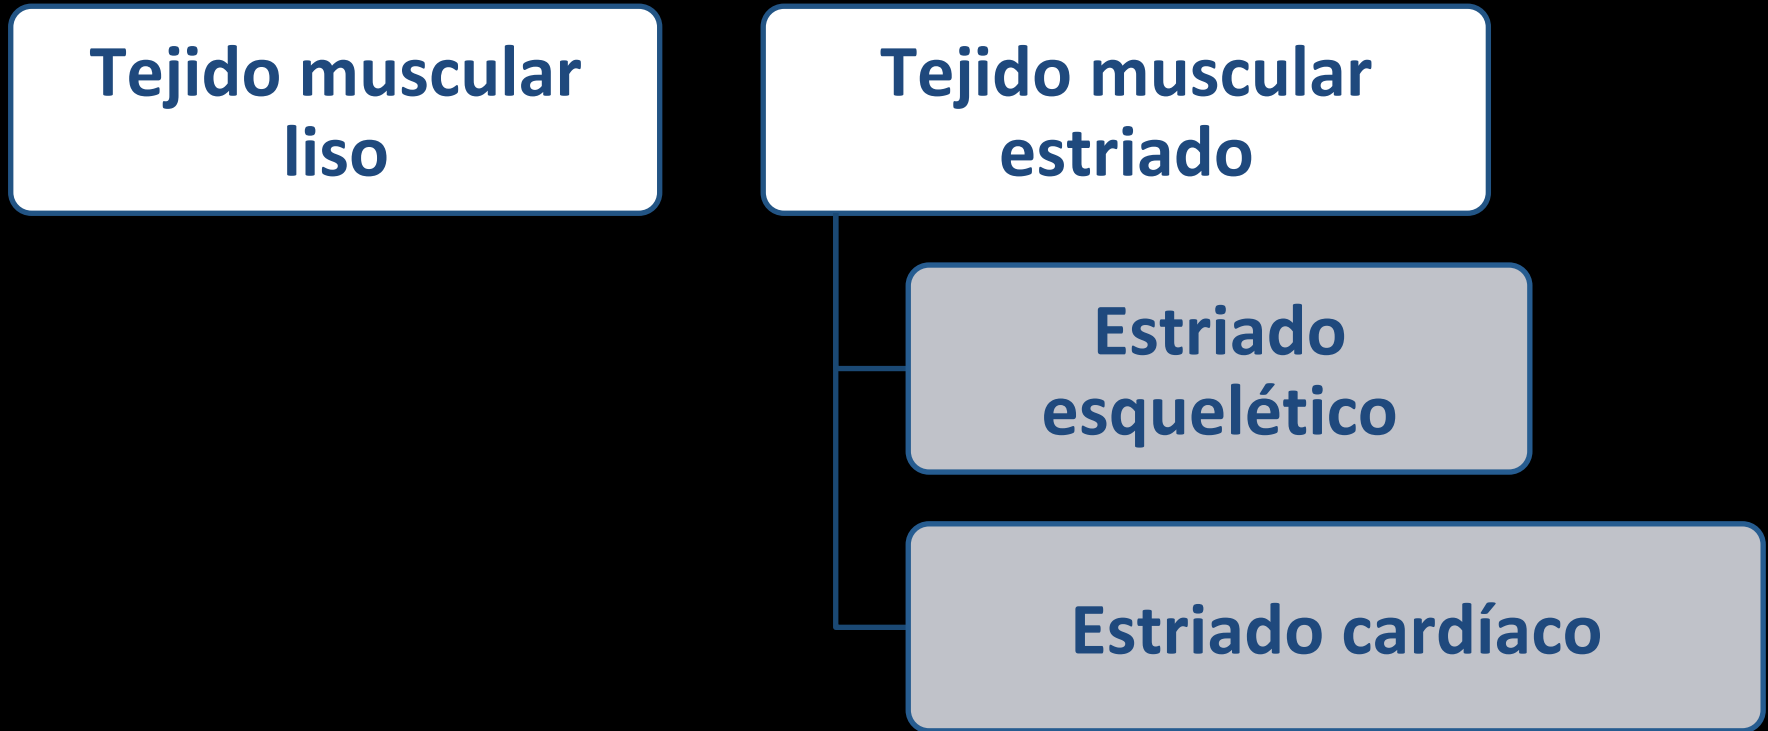 Tejido muscular
liso
Tejido muscular
estriado
Estriado
esquelético
Estriado cardíaco